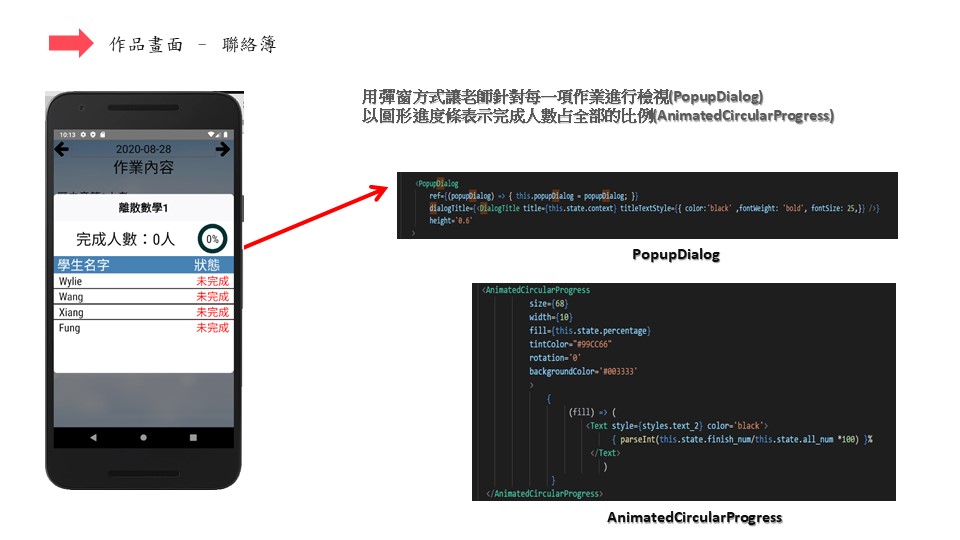 作品畫面 - 聯絡簿
用彈窗方式讓老師針對每一項作業進行檢視(PopupDialog)
以圓形進度條表示完成人數占全部的比例(AnimatedCircularProgress)
10:13
2020-08-28
作業內容
離散數學1
完成人數：0人
0%
學生名字 狀態
Wylie 未完成
Wang 未完成
Xiang 未完成
Fung 未完成
<PopupDialog
ref={(popupDialog) => { this.popupDialog = popupDialog; }}
dialogTitle={<DialogTitle title={this.state.context} titleTextStyle={{ color:'black' ,fontWeight: 'bold', fontSize: 25,}} />}
height='0.6'
>
PopupDialog
<AnimatedCircularProgress
size={68}
width={10}
fill={this.state.percentage}
tintColor="#99CC66"
rotation='0'
backgroundColor='#003333'
>
{
(fill) => (
<Text style={styles.text_2} color='black'>
{ parseInt(this.state.finish_num/this.state.all_num *100) }%
</Text>
)
}
</AnimatedCircularProgress>
AnimatedCircularProgress